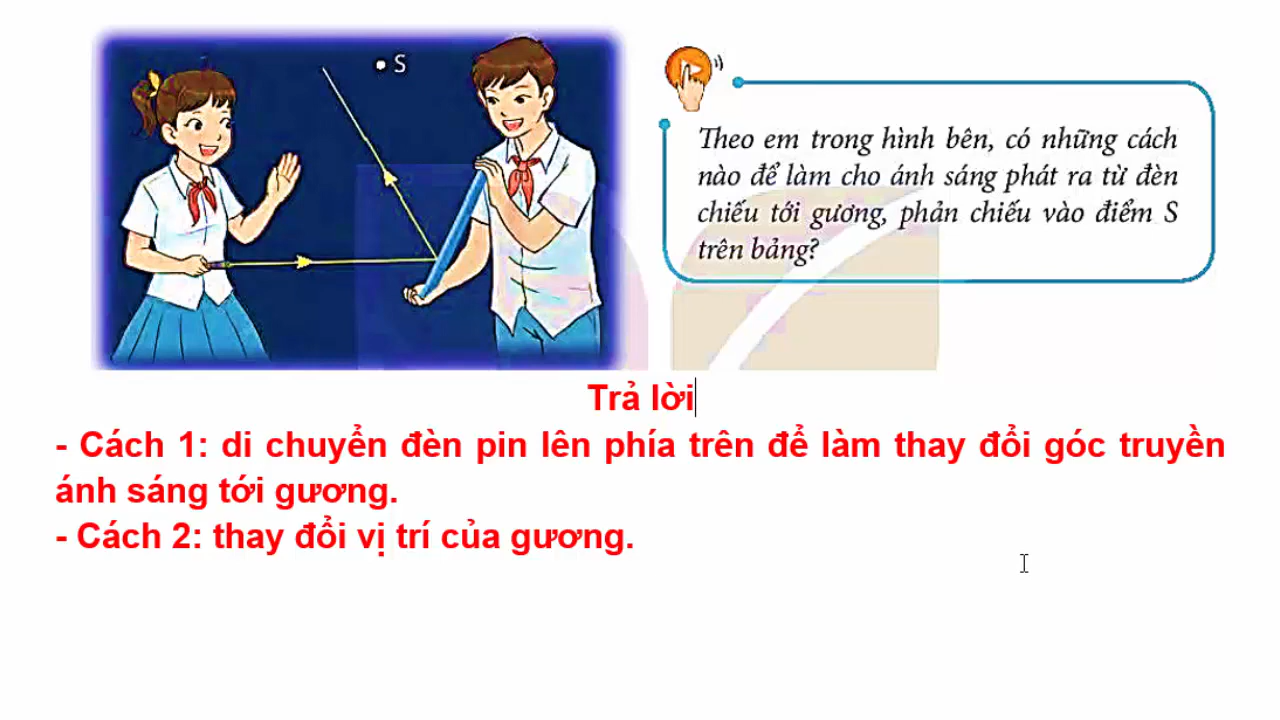 S
Theo em trong hình bên, có những cách
nào để làm cho ánh sáng phát ra từ đèn
chiếu tới gương, phản chiếu vào điểm S
trên bảng?
Trả lời
- Cách 1: di chuyển đèn pin lên phía trên để làm thay đổi góc truyền
ánh sáng tới gương.
- Cách 2: thay đổi vị trí của gương.